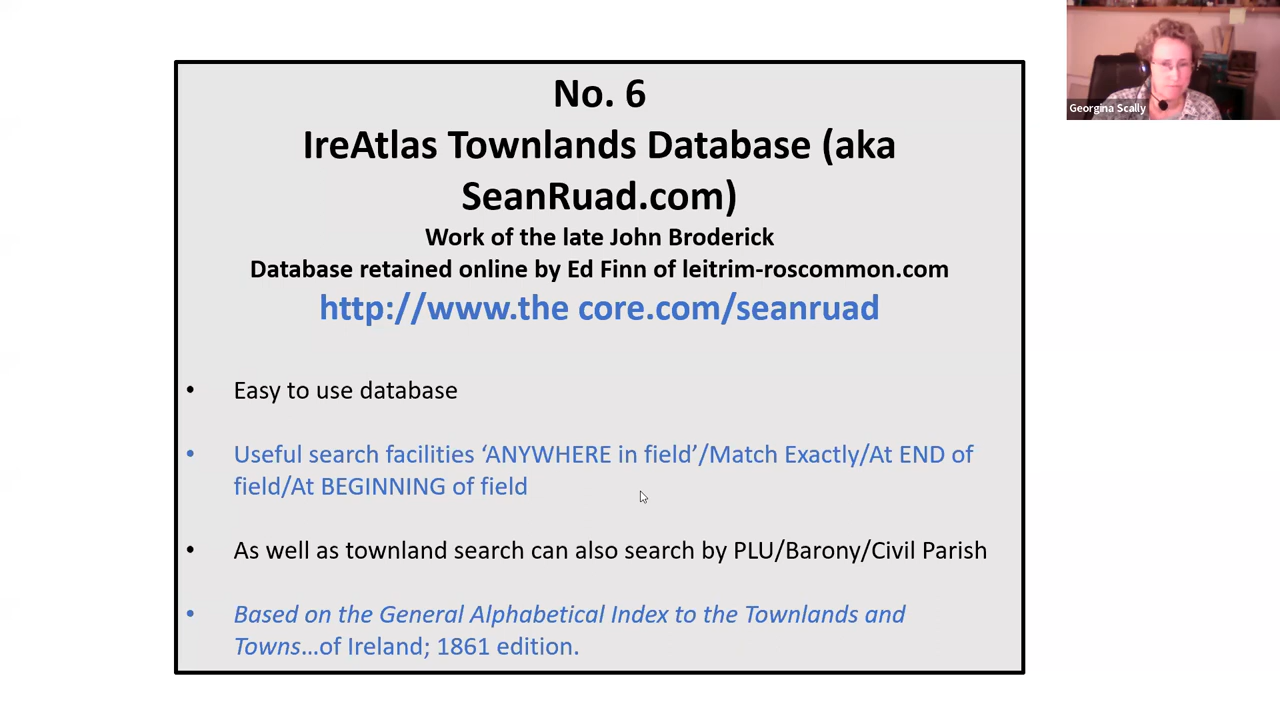 No. 6
IreAtlas Townlands Database (aka
SeanRuad.com)
Work of the late John Broderick
Database retained online by Ed Finn of leitrim-roscommon.com
http://www.the core.com/seanruad
• Easy to use database
• Useful search facilities ‘ANYWHERE in field’/Match Exactly/At END of
field/At BEGINNING of field
• As well as townland search can also search by PLU/Barony/Civil Parish
• Based on the General Alphabetical Index to the Townlands and
Towns…of Ireland; 1861 edition.
Georgina Scally